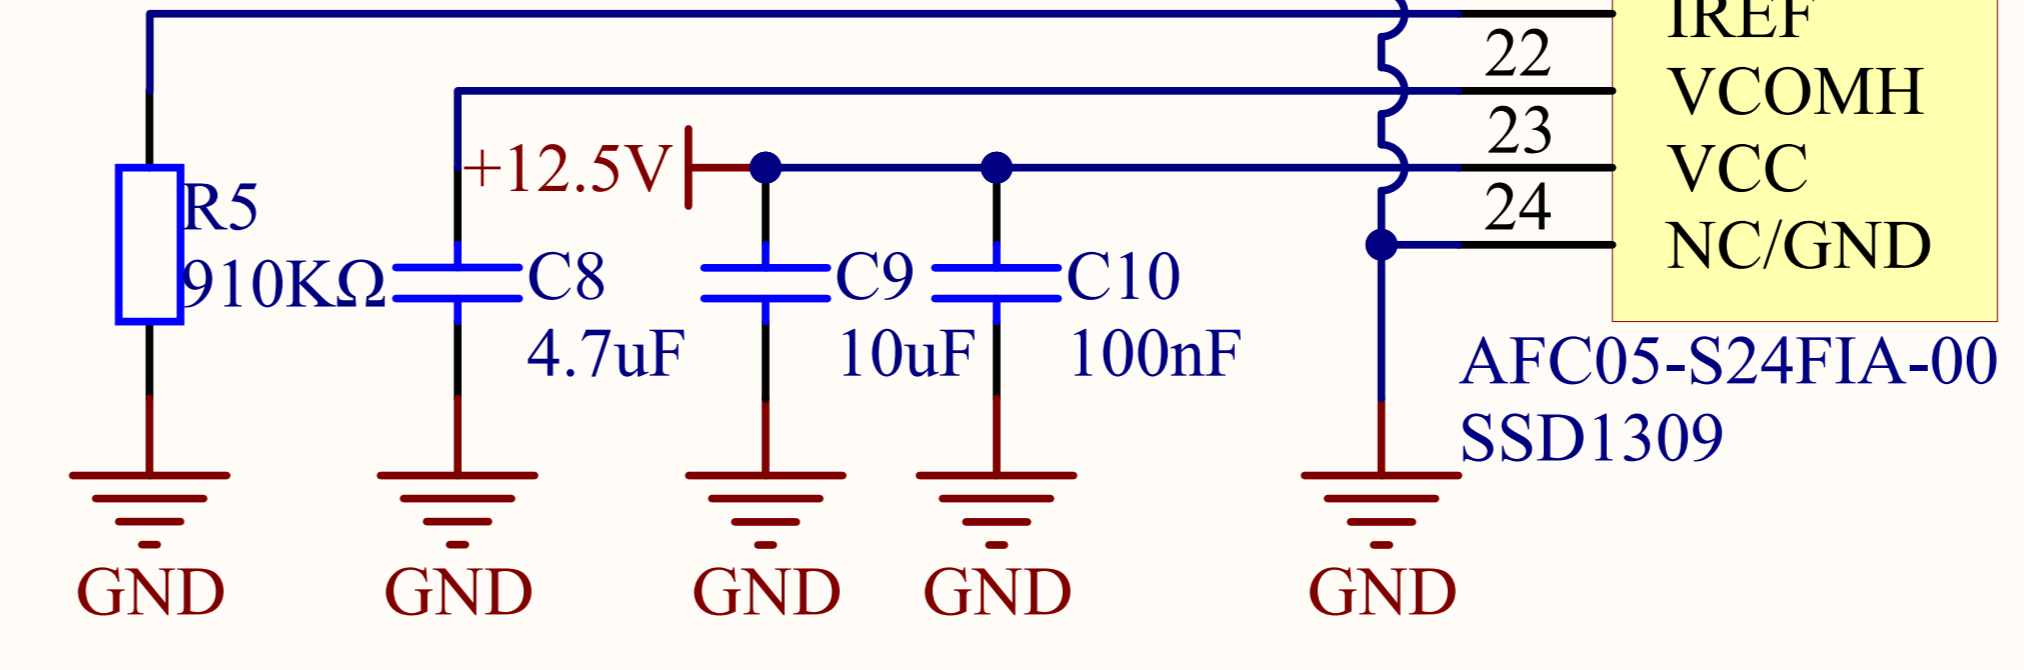 IREF
22
VCOMH
23
+12.5V
VCC
24
R5
NC/GND
910KΩ
C8
C9
C10
4.7uF
10uF
100nF
AFC05-S24FIA-00
SSD1309
GND
GND
GND
GND
GND